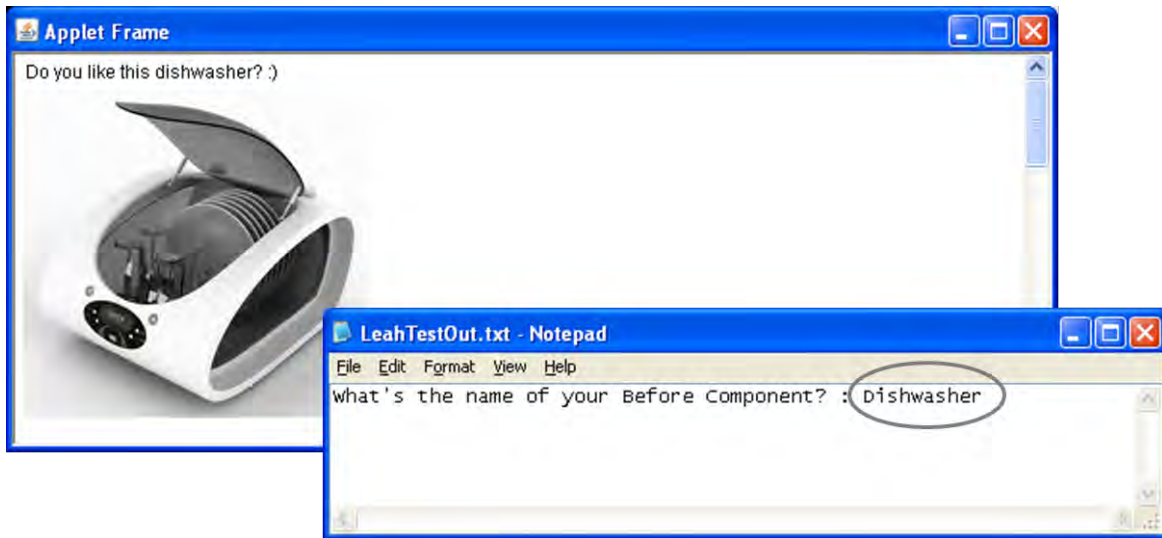 Applet Frame
Do you like this dishwasher? :)
LeahTestOut.txt - Notepad
File Edit Format View Help
What's the name of your Before Component? : Dishwasher